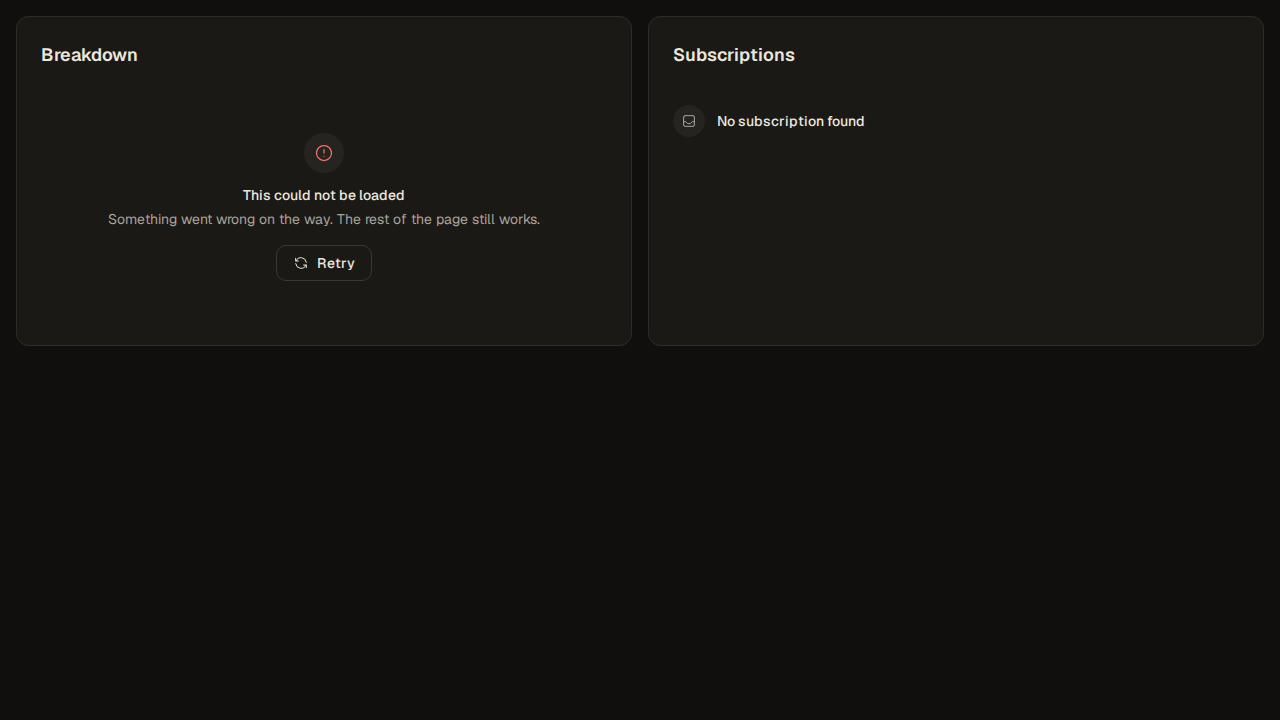 Breakdown
This could not be loaded
Something went wrong on the way. The rest of the page still works.
Retry
Subscriptions
No subscription found